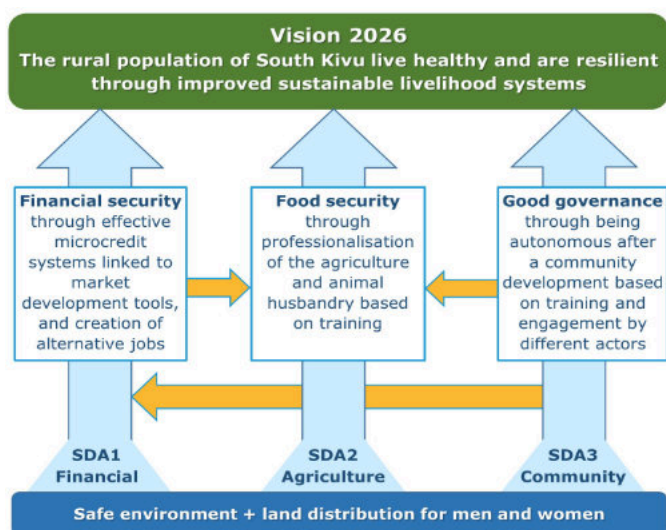 Vision 2026
The rural population of South Kivu live healthy and are resilient
through improved sustainable livelihood systems
Financial security
through effective
microcredit
systems linked to
market
development tools,
and creation of
alternative jobs
Food security
through
professionalisation
of the agriculture
and animal
husbandry based
on training
Good governance
through being
autonomous after
a community
development based
on training and
engagement by
different actors
SDA1
Financial
SDA2
Agriculture
SDA3
Community
Safe environment + land distribution for men and women